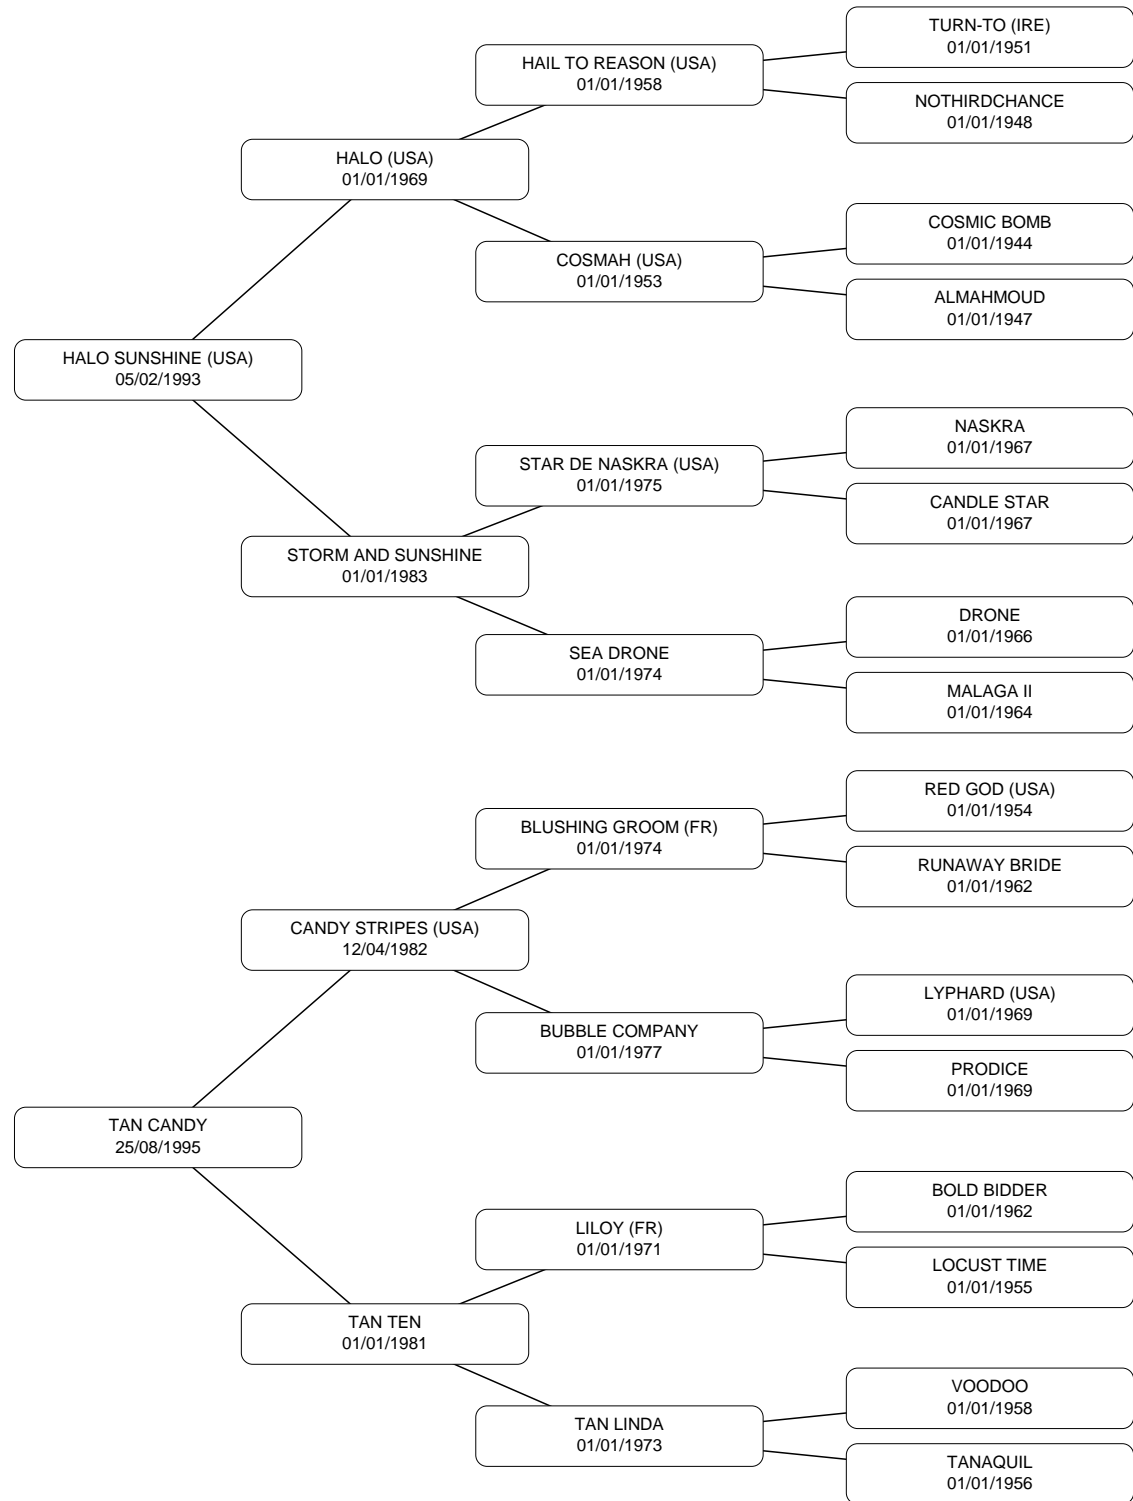 TURN-TO (IRE)
01/01/1951
HAIL TO REASON (USA)
01/01/1958
NOTHIRDCHANCE
01/01/1948
HALO (USA)
01/01/1969
COSMIC BOMB
01/01/1944
COSMAH (USA)
01/01/1953
ALMAHMOUD
01/01/1947
HALO SUNSHINE (USA)
05/02/1993
NASKRA
01/01/1967
STAR DE NASKRA (USA)
01/01/1975
CANDLE STAR
01/01/1967
STORM AND SUNSHINE
01/01/1983
DRONE
01/01/1966
SEA DRONE
01/01/1974
MALAGA II
01/01/1964
RED GOD (USA)
01/01/1954
BLUSHING GROOM (FR)
01/01/1974
RUNAWAY BRIDE
01/01/1962
CANDY STRIPES (USA)
12/04/1982
LYPHARD (USA)
01/01/1969
BUBBLE COMPANY
01/01/1977
PRODICE
01/01/1969
TAN CANDY
25/08/1995
BOLD BIDDER
01/01/1962
LILOY (FR)
01/01/1971
LOCUST TIME
01/01/1955
TAN TEN
01/01/1981
VOODOO
01/01/1958
TAN LINDA
01/01/1973
TANAQUIL
01/01/1956